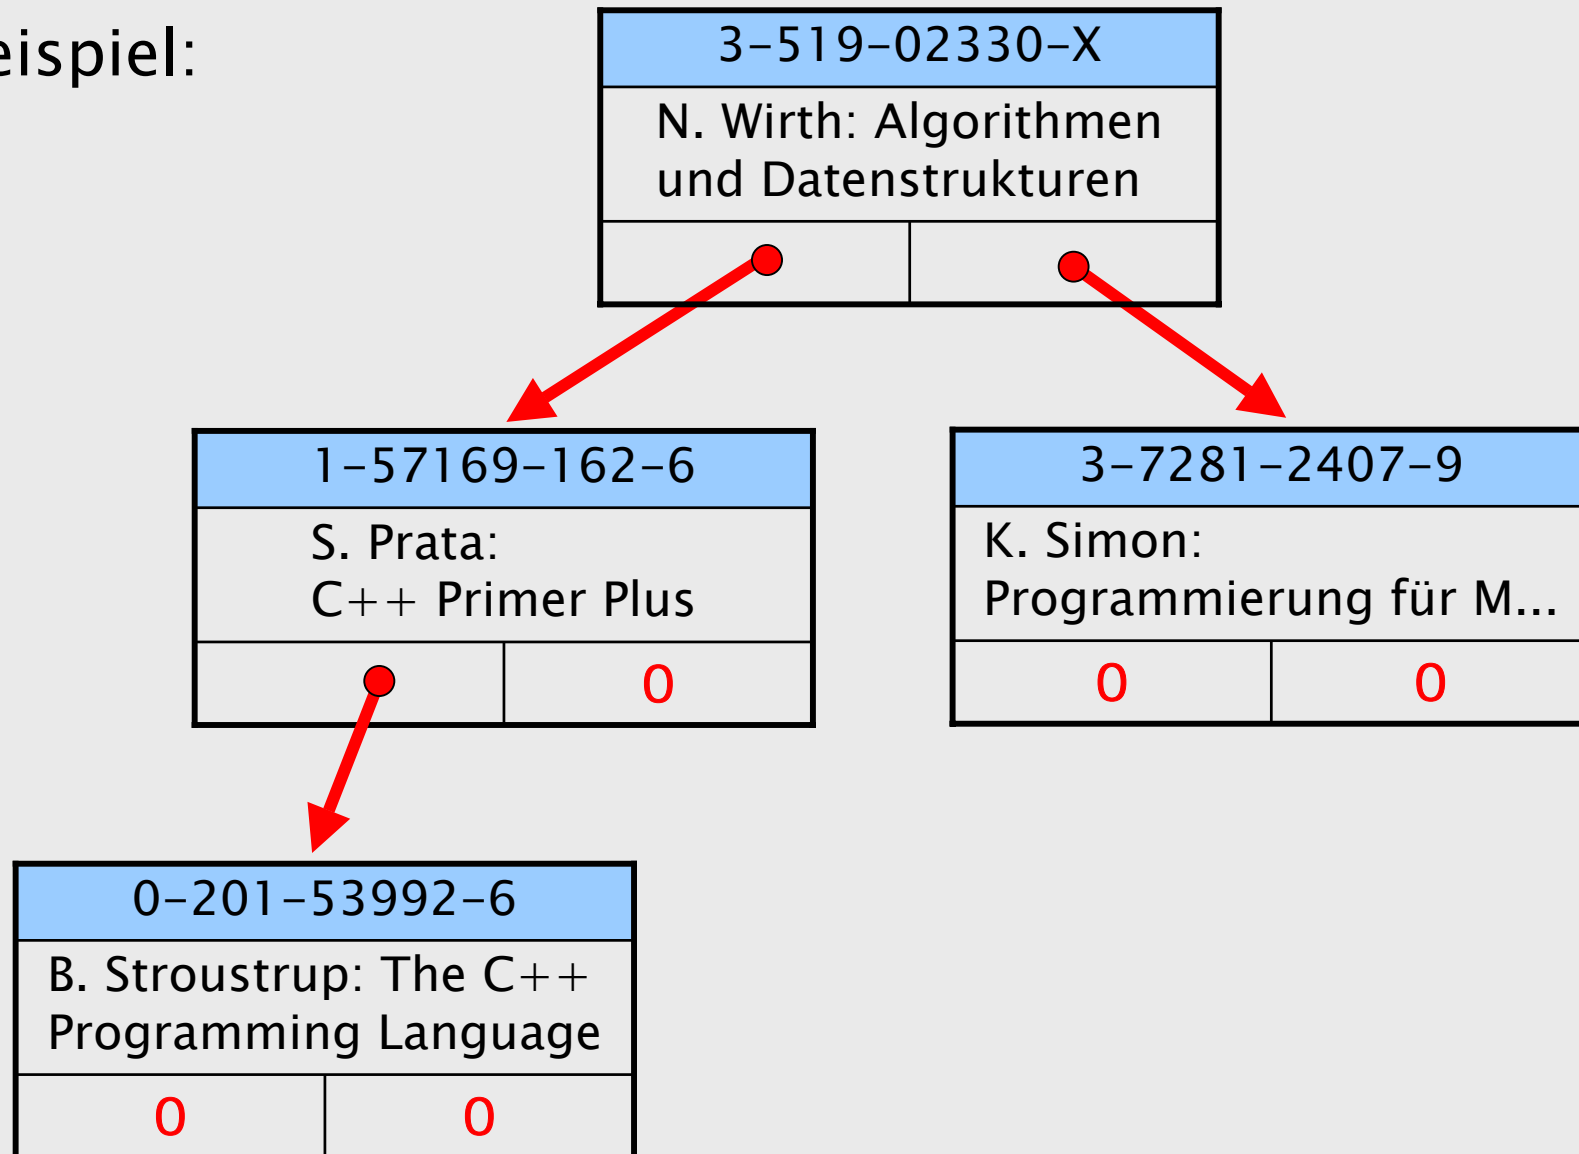 eispiel:
3-519-02330-X
N. Wirth: Algorithmen
und Datenstrukturen
1-57169-162-6
S. Prata:
C++ Primer Plus
0
3-7281-2407-9
K. Simon:
Programmierung für M...
0 0
0-201-53992-6
B. Stroustrup: The C++
Programming Language
0 0